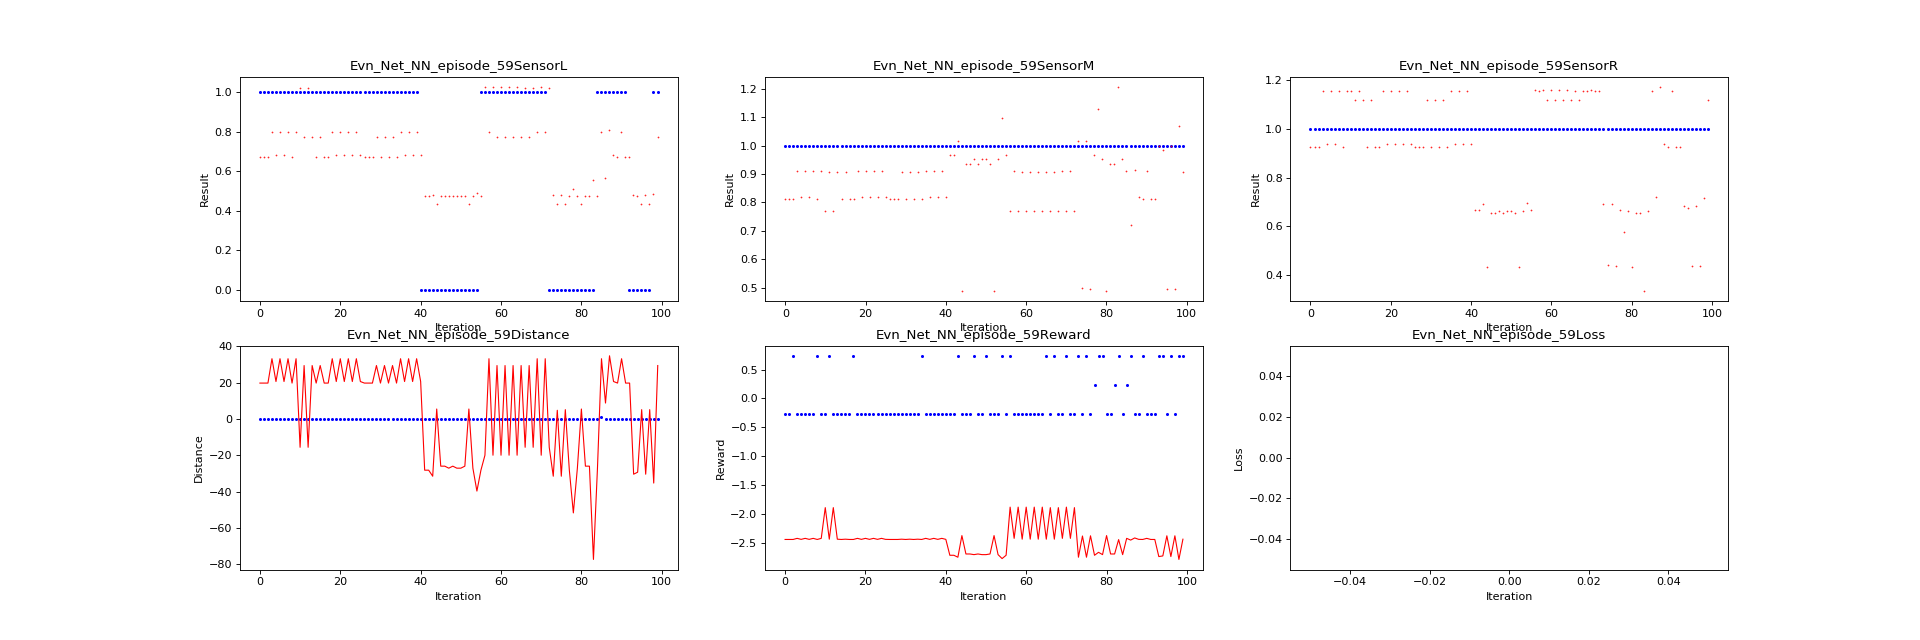 Evn_Net_NN_episode_59SensorL
Evn_Net_NN_episode_59SensorM
Evn_Net_NN_episode_59SensorR
Result
1.0
0.8
0.6
0.4
0.2
0.0
0 20 40 60 80 100
Iteration
Result
1.2
1.1
1.0
0.9
0.8
0.7
0.6
0.5
0 20 40 60 80 100
Iteration
Result
1.2
1.0
0.8
0.6
0.4
0 20 40 60 80 100
Iteration
Evn_Net_NN_episode_59Distance
Evn_Net_NN_episode_59Reward
Evn_Net_NN_episode_59Loss
Distance
40
20
0
−20
−40
−60
−80
0 20 40 60 80 100
Iteration
Reward
0.5
0.0
−0.5
−1.0
−1.5
−2.0
−2.5
0 20 40 60 80 100
Iteration
Loss
0.04
0.02
0.00
−0.02
−0.04
−0.04 −0.02 0.00 0.02 0.04
Iteration